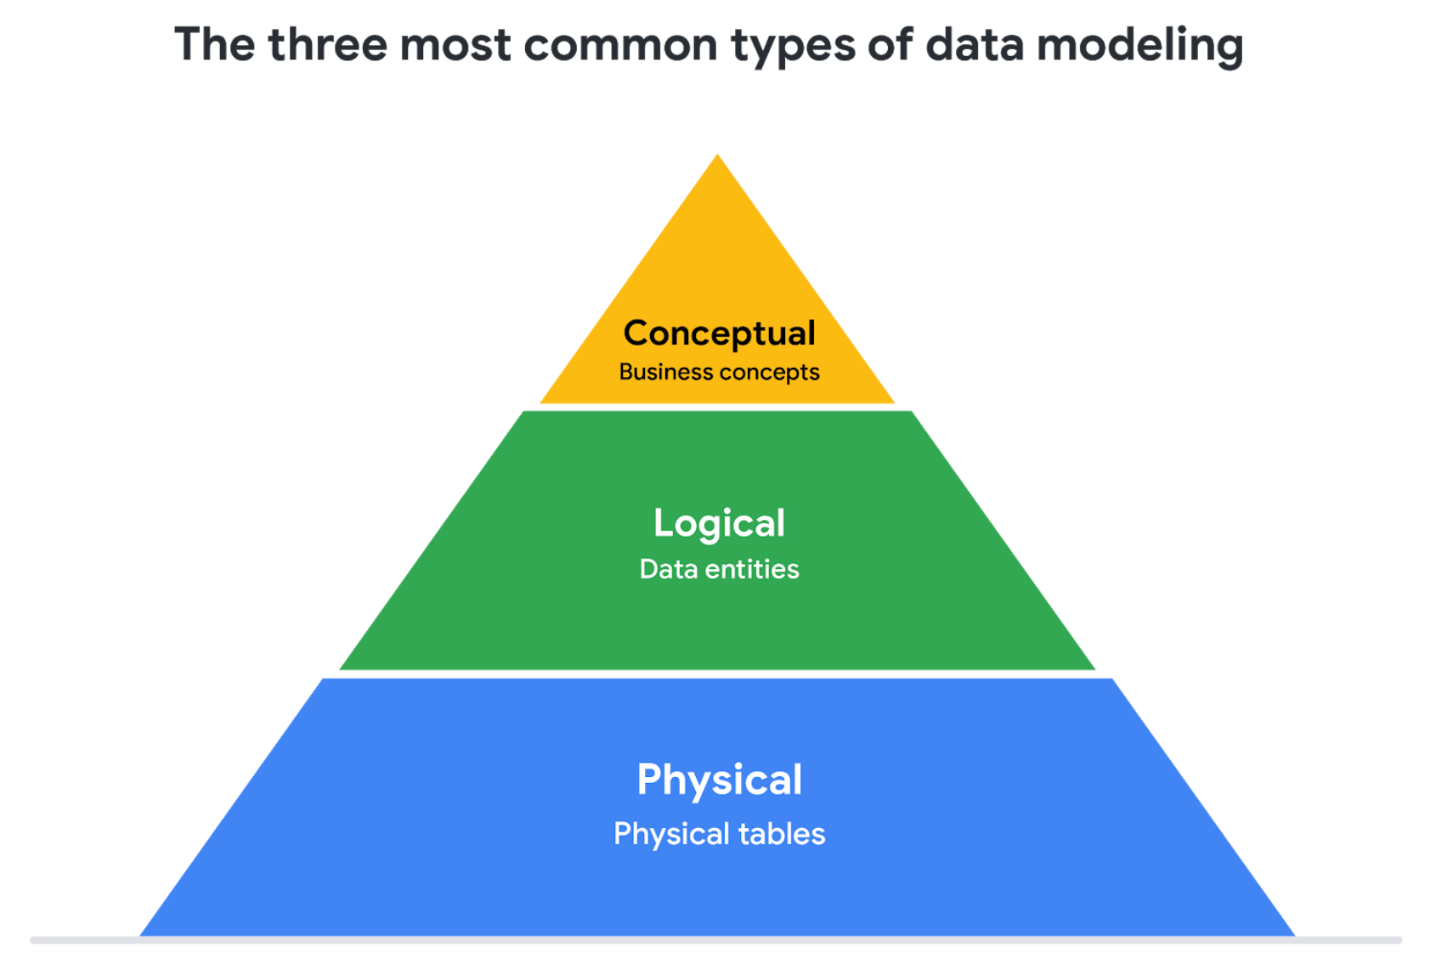 The three most common types of data modeling
Conceptual
Business concepts
Logical
Data entities
Physical
Physical tables